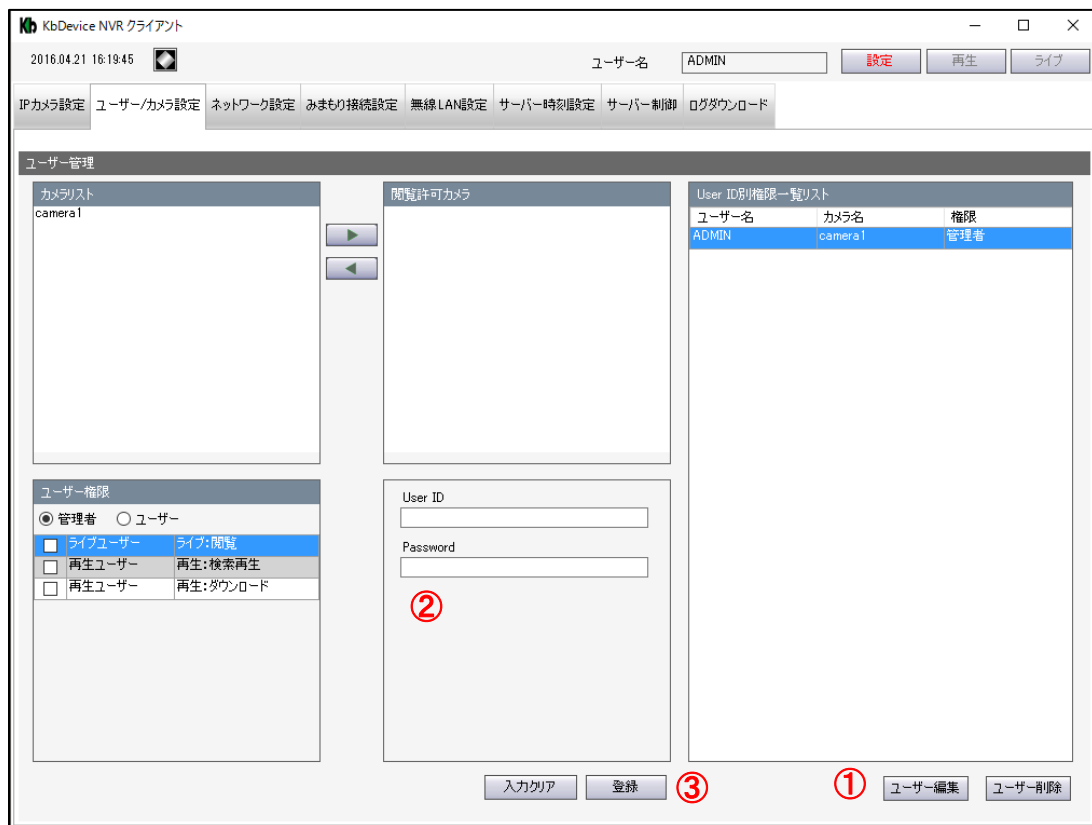 Kb KbDevice NVR クライアント
2016.04.21 16:19:45 ユーザー名 ADMIN 設定 再生 ライブ
IPカメラ設定 ユーザー/カメラ設定 ネットワーク設定 みまもり接続設定 無線LAN設定 サーバー時刻設定 サーバー制御 ログダウンロード
ユーザー管理
カメラリスト
camera1
閲覧許可カメラ
User ID別権限一覧リスト
ユーザー名 カメラ名 権限
ADMIN camera1 管理者
ユーザー権限
管理者 ユーザー
ライブユーザー ライブ:閲覧
再生ユーザー 再生:検索再生
再生ユーザー 再生:ダウンロード
User ID
Password
②
入力クリア 登録 ③
① ユーザー編集 ユーザー削除